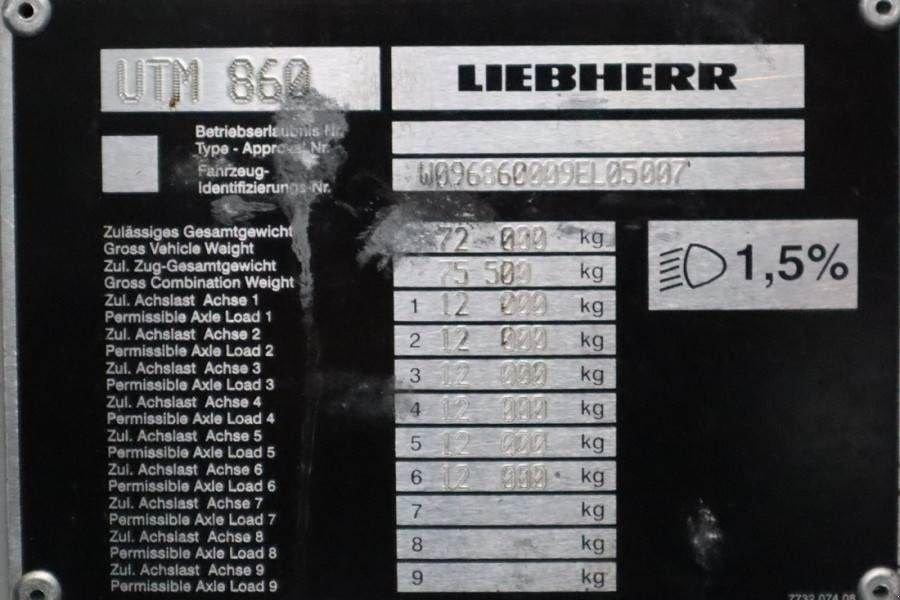 UTM 860
LIEBHERR
Betriebserlaubnis Nr.
Type - Approval Nr.
Fahrzeug-
Identifizierungs-Nr.
W096860009EL05007
Zulässiges Gesamtgewicht
Gross Vehicle Weight
72 000 kg
Zul. Zug-Gesamtgewicht
Gross Combination Weight
75 500 kg
1,5%
Zul. Achslast Achse 1
Permissible Axle Load 1
1 12 000 kg
Zul. Achslast Achse 2
Permissible Axle Load 2
2 12 000 kg
Zul. Achslast Achse 3
Permissible Axle Load 3
3 12 000 kg
Zul. Achslast Achse 4
Permissible Axle Load 4
4 12 000 kg
Zul. Achslast Achse 5
Permissible Axle Load 5
5 12 000 kg
Zul. Achslast Achse 6
Permissible Axle Load 6
6 12 000 kg
Zul. Achslast Achse 7
Permissible Axle Load 7
7 kg
Zul. Achslast Achse 8
Permissible Axle Load 8
8 kg
Zul. Achslast Achse 9
Permissible Axle Load 9
9 kg
7732 074 08